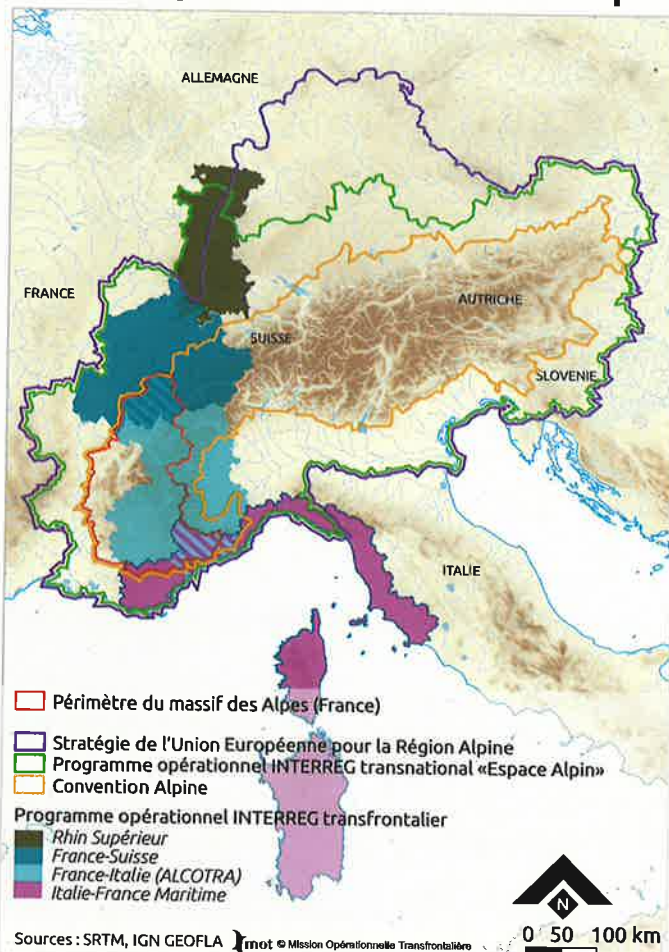 ALLEMAGNE
FRANCE
AUTRICHE
SUISSE
SLOVENIE
ITALIE
Périmètre du massif des Alpes (France)
Stratégie de l'Union Européenne pour la Région Alpine
Programme opérationnel INTERREG transnational «Espace Alpin»
Convention Alpine
Programme opérationnel INTERREG transfrontalier
Rhin Supérieur
France-Suisse
France-Italie (ALCOTRA)
Italie-France Maritime
N
0 50 100 km
Sources : SRTM, IGN GEOFLA mot © Mission Opérationnelle Transfrontalière